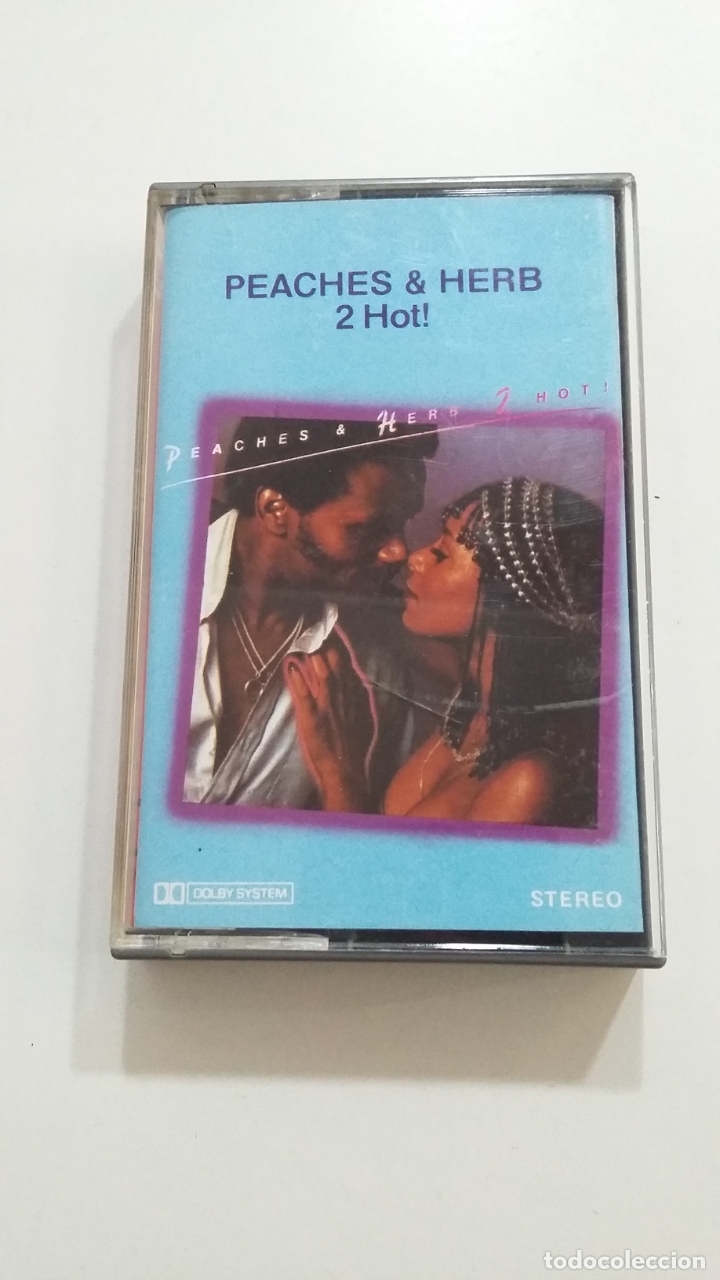 PEACHES & HERB
2 Hot!
PEACHES & HERB 2 HOT!
DOLBY SYSTEM
STEREO
todocoleccion